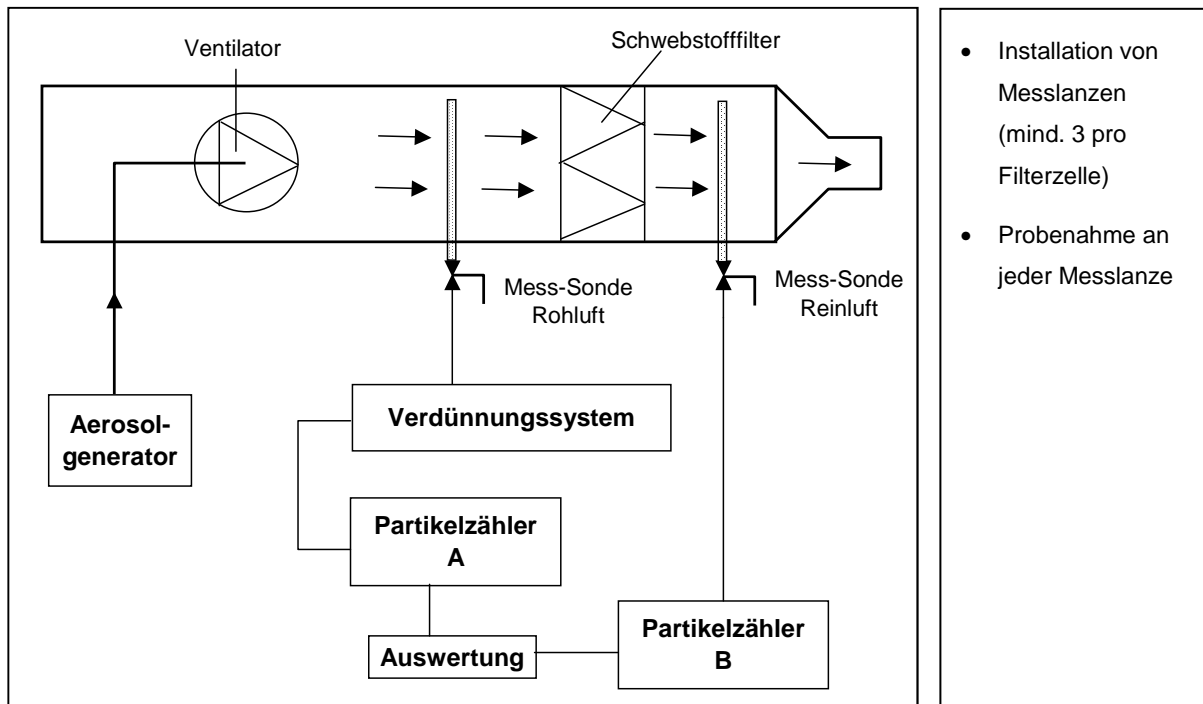 Ventilator
Schwebstofffilter
Mess-Sonde
Rohluft
Mess-Sonde
Reinluft
Aerosol-
generator
Verdünnungssystem
Partikelzähler
A
Partikelzähler
B
Auswertung
• Installation von
Messlanzen
(mind. 3 pro
Filterzelle)
• Probenahme an
jeder Messlanze